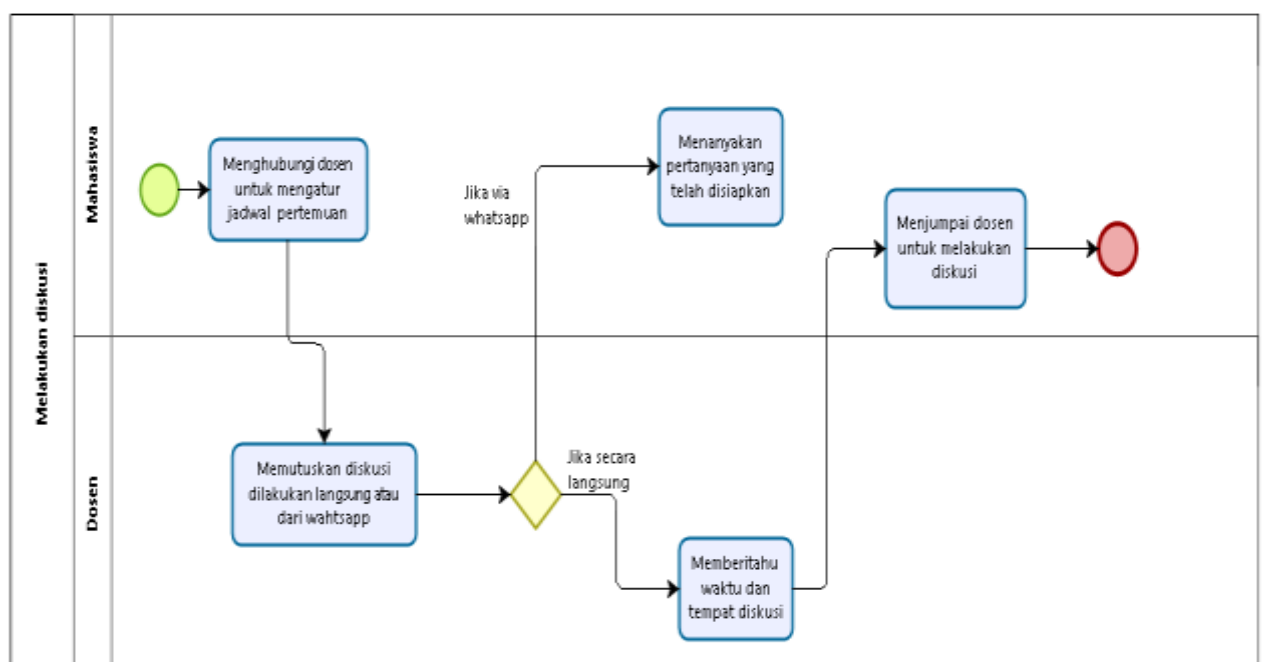 Melakukan diskusi
Mahasiswa
Menghubungi dosen
untuk mengatur
jadwal pertemuan
Jika via
whatsapp
Menanyakan
pertanyaan yang
telah disiapkan
Menjumpai dosen
untuk melakukan
diskusi
Dosen
Memutuskan diskusi
dilakukan langsung atau
dari wahtsapp
Jika secara
langsung
Memberitahu
waktu dan
tempat diskusi